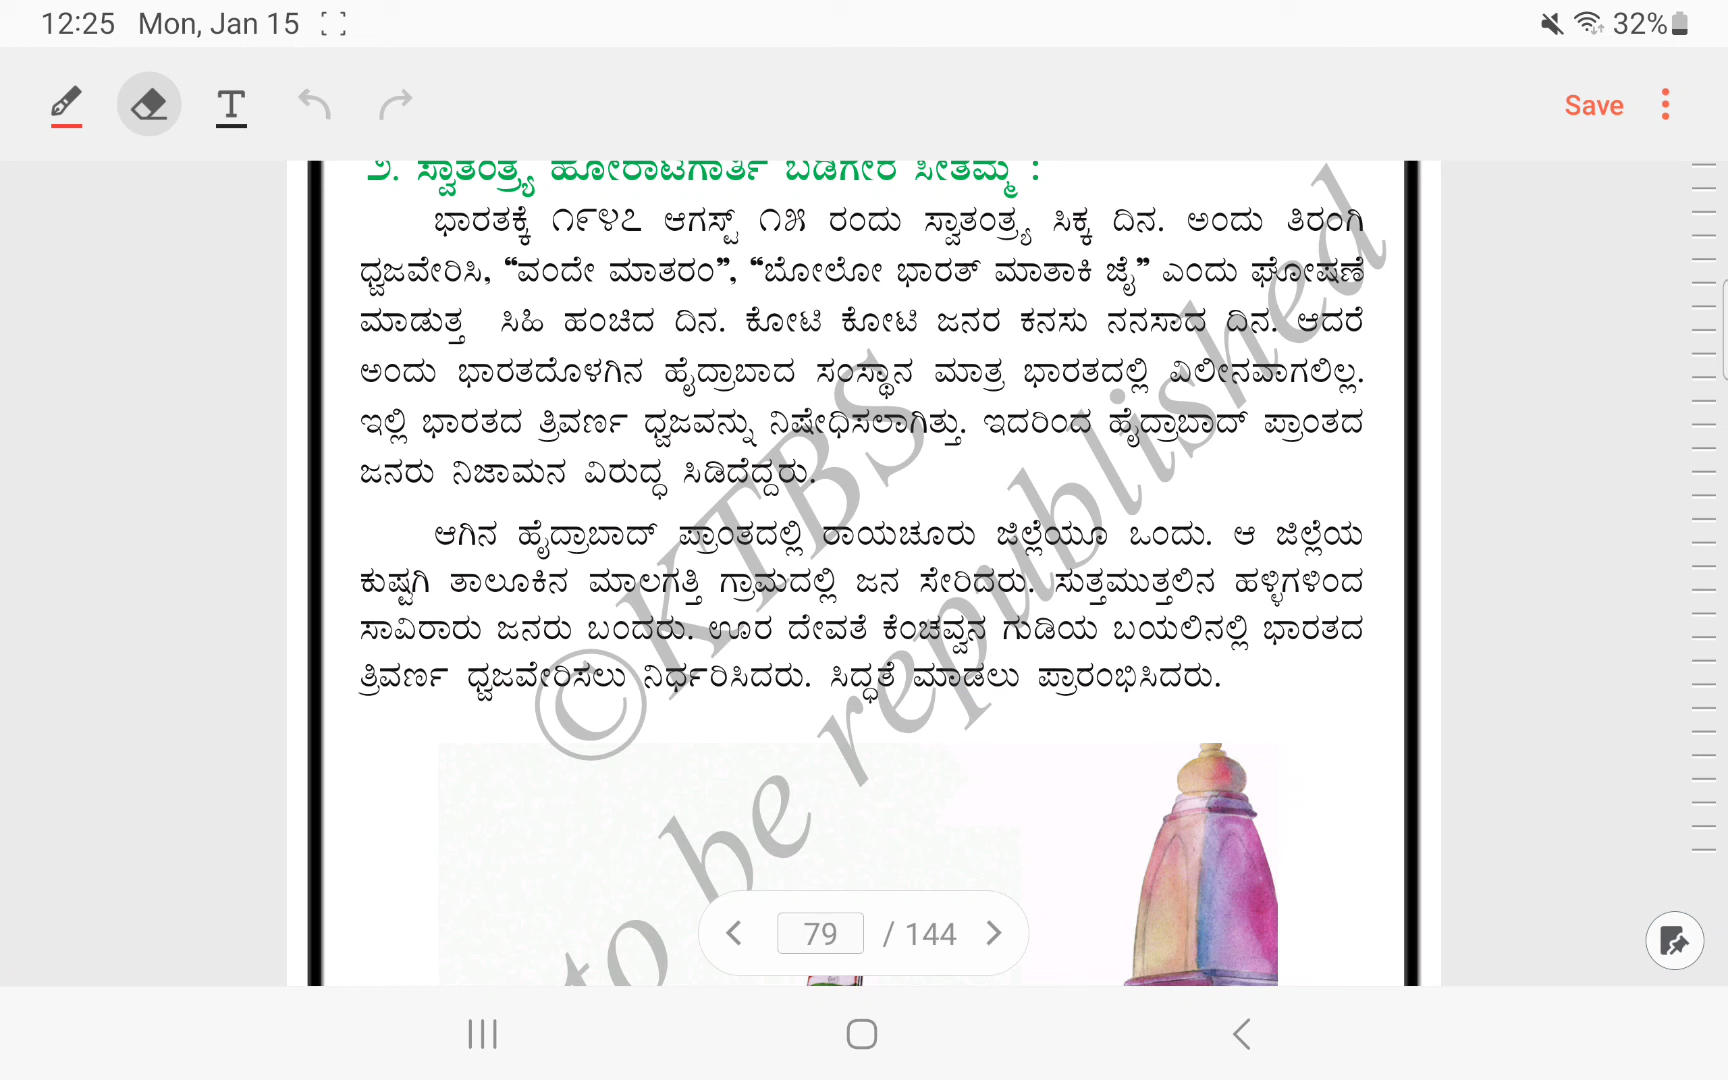 12:25 Mon, Jan 15 32%
Save
೨. ಸ್ವಾತಂತ್ರ್ಯ ಹೋರಾಟಗಾರ್ತಿ ಬಡಿಗೇರ ಸೀತಮ್ಮ :
ಭಾರತಕ್ಕೆ ೧೯೪೭ ಆಗಸ್ಟ್ ೧೫ ರಂದು ಸ್ವಾತಂತ್ರ್ಯ ಸಿಕ್ಕ ದಿನ. ಅಂದು ತಿರಂಗಿ
ಧ್ವಜವೇರಿಸಿ, “ವಂದೇ ಮಾತರಂ”, “ಬೋಲೋ ಭಾರತ್ ಮಾತಾಕಿ ಜೈ” ಎಂದು ಘೋಷಣೆ
ಮಾಡುತ್ತ ಸಿಹಿ ಹಂಚಿದ ದಿನ. ಕೋಟಿ ಕೋಟಿ ಜನರ ಕನಸು ನನಸಾದ ದಿನ. ಆದರೆ
ಅಂದು ಭಾರತದೊಳಗಿನ ಹೈದ್ರಾಬಾದ ಸಂಸ್ಥಾನ ಮಾತ್ರ ಭಾರತದಲ್ಲಿ ವಿಲೀನವಾಗಲಿಲ್ಲ.
ಇಲ್ಲಿ ಭಾರತದ ತ್ರಿವರ್ಣ ಧ್ವಜವನ್ನು ನಿಷೇಧಿಸಲಾಗಿತ್ತು. ಇದರಿಂದ ಹೈದ್ರಾಬಾದ್ ಪ್ರಾಂತದ
ಜನರು ನಿಜಾಮನ ವಿರುದ್ಧ ಸಿಡಿದೆದ್ದರು.
ಆಗಿನ ಹೈದ್ರಾಬಾದ್ ಪ್ರಾಂತದಲ್ಲಿ ರಾಯಚೂರು ಜಿಲ್ಲೆಯೂ ಒಂದು. ಆ ಜಿಲ್ಲೆಯ
ಕುಷ್ಟಗಿ ತಾಲೂಕಿನ ಮಾಲಗತ್ತಿ ಗ್ರಾಮದಲ್ಲಿ ಜನ ಸೇರಿದರು. ಸುತ್ತಮುತ್ತಲಿನ ಹಳ್ಳಿಗಳಿಂದ
ಸಾವಿರಾರು ಜನರು ಬಂದರು. ಊರ ದೇವತೆ ಕೆಂಚವ್ವನ ಗುಡಿಯ ಬಯಲಿನಲ್ಲಿ ಭಾರತದ
ತ್ರಿವರ್ಣ ಧ್ವಜವೇರಿಸಲು ನಿರ್ಧರಿಸಿದರು. ಸಿದ್ಧತೆ ಮಾಡಲು ಪ್ರಾರಂಭಿಸಿದರು.
©KTBS
to be republished
79 / 144